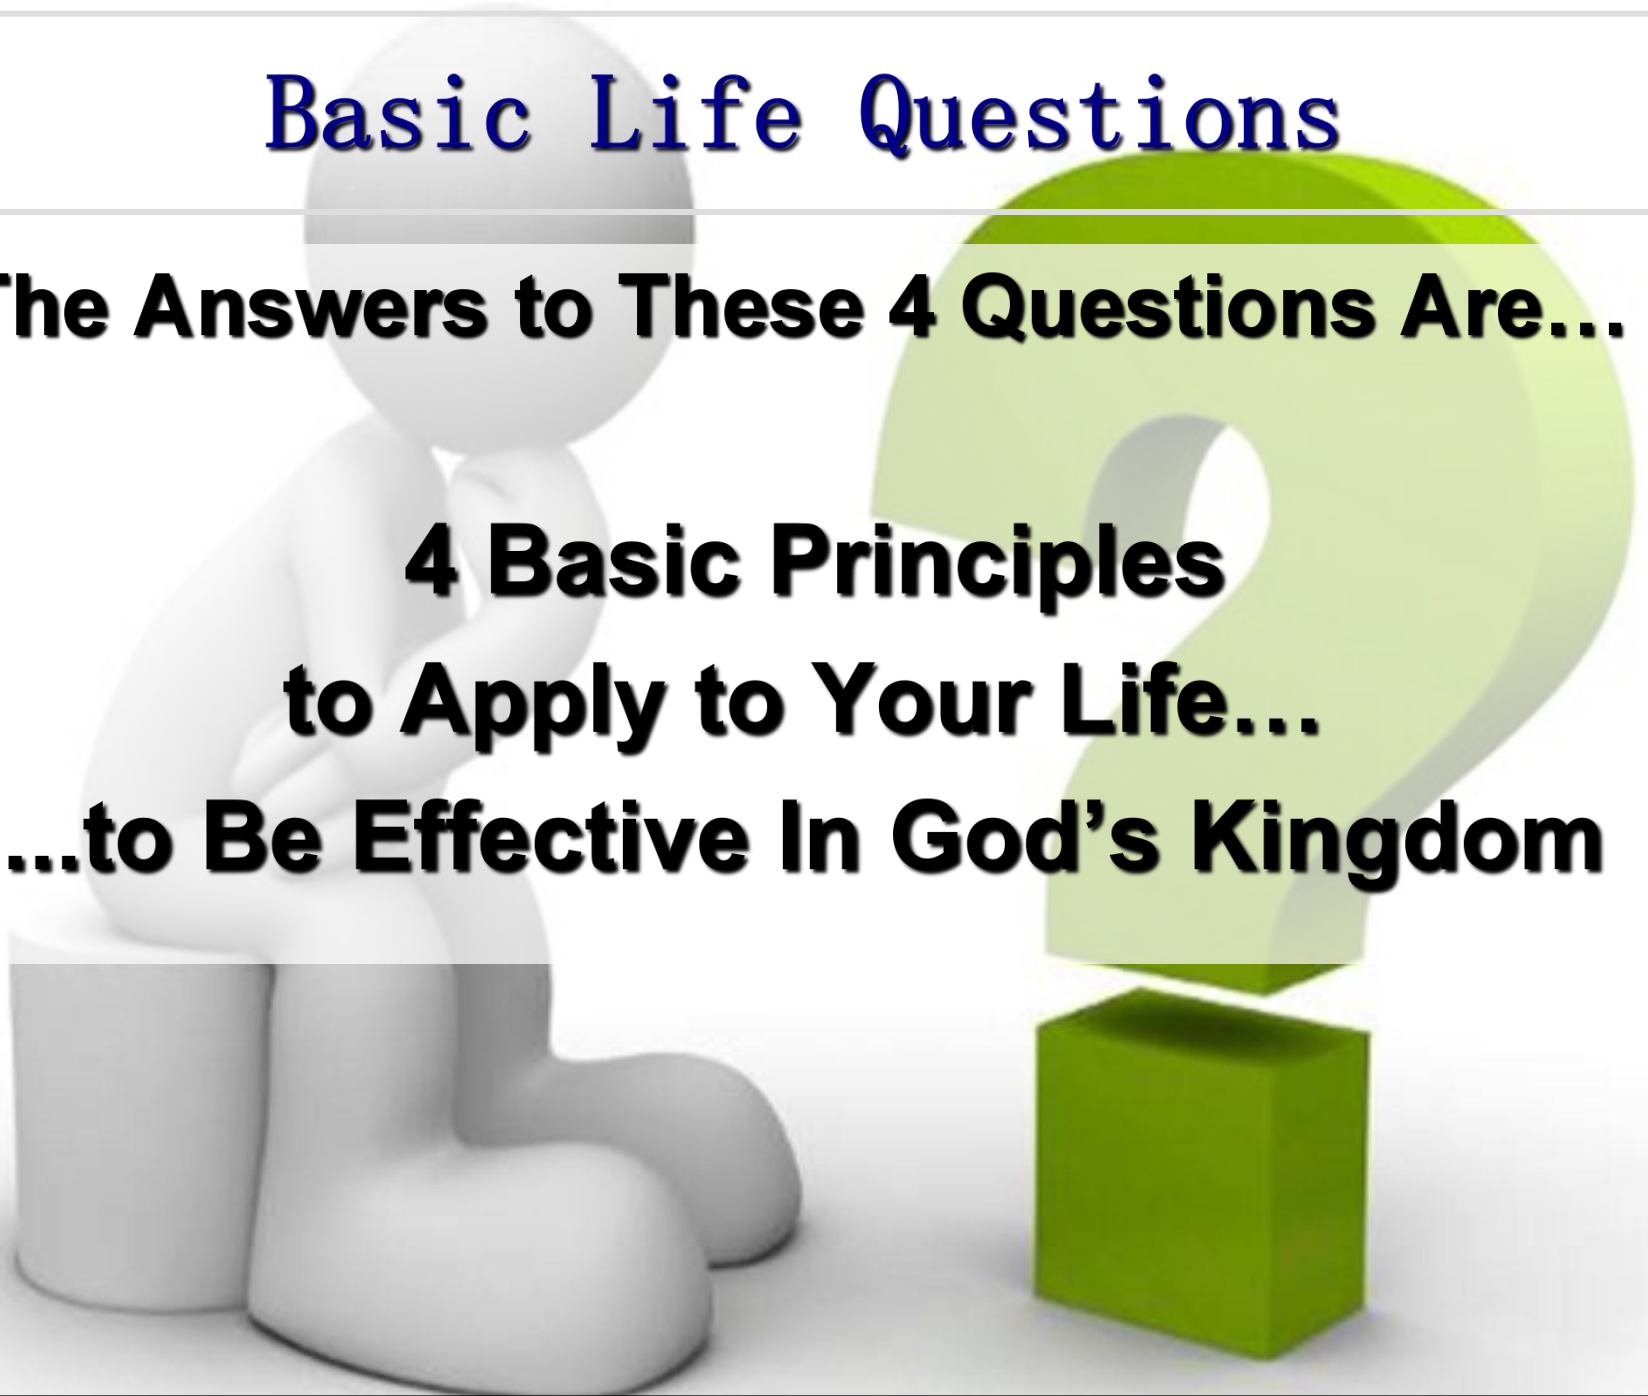 Basic Life Questions
The Answers to These 4 Questions Are…
4 Basic Principles
to Apply to Your Life…
...to Be Effective In God’s Kingdom